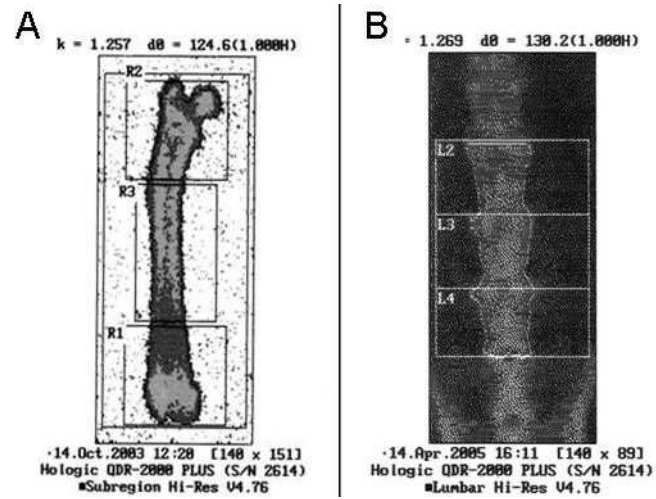 A
k = 1.257 d0 = 124.6(1.000H)
R2
R3
R1
·14.Oct.2003 12:28 [140 x 151]
Hologic QDR-2000 PLUS (S/N 2614)
■Subregion Hi-Res V4.76
B
= 1.269 d0 = 130.2(1.000H)
L2
L3
L4
·14.Apr.2005 16:11 [140 x 89]
Hologic QDR-2000 PLUS (S/N 2614)
■Lumbar Hi-Res V4.76